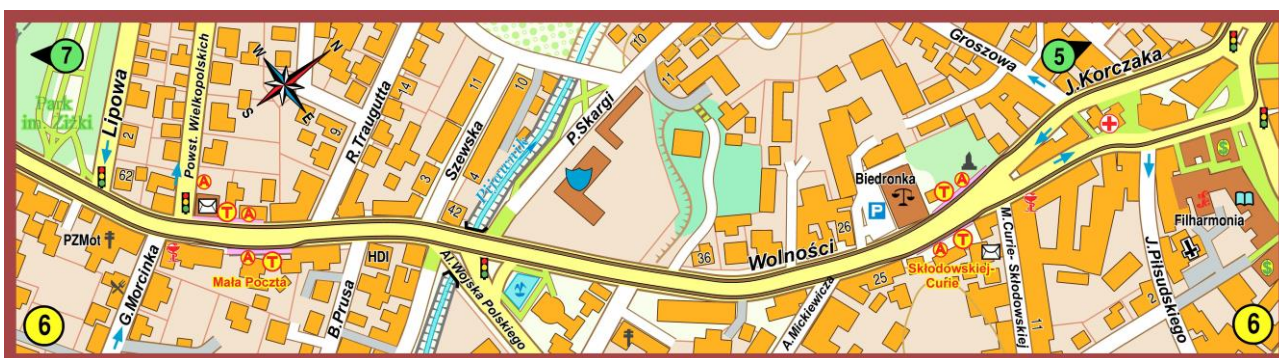 7
Park
im. Žižki
Lipowa
2
62
Powst. Wielkopolskich
A
T
A
W
N
S
E
R. Traugutta
9
14
Szewska
11
10
3
4
42
P.Skargi
10
11
Groszowa
5
J.Korczaka
Biedronka
P
26
36
Wolności
A
T
A
T
Skłodowskiej-
Curie
25
A.Mickiewicza
M.Curie- Skłodowskiej
11
J.Piłsudskiego
2
Filharmonia
$
$
PZMot
G.Morcinka
A
T
Mała Poczta
B.Prusa
HDI
Al. Wojska Polskiego
6
6